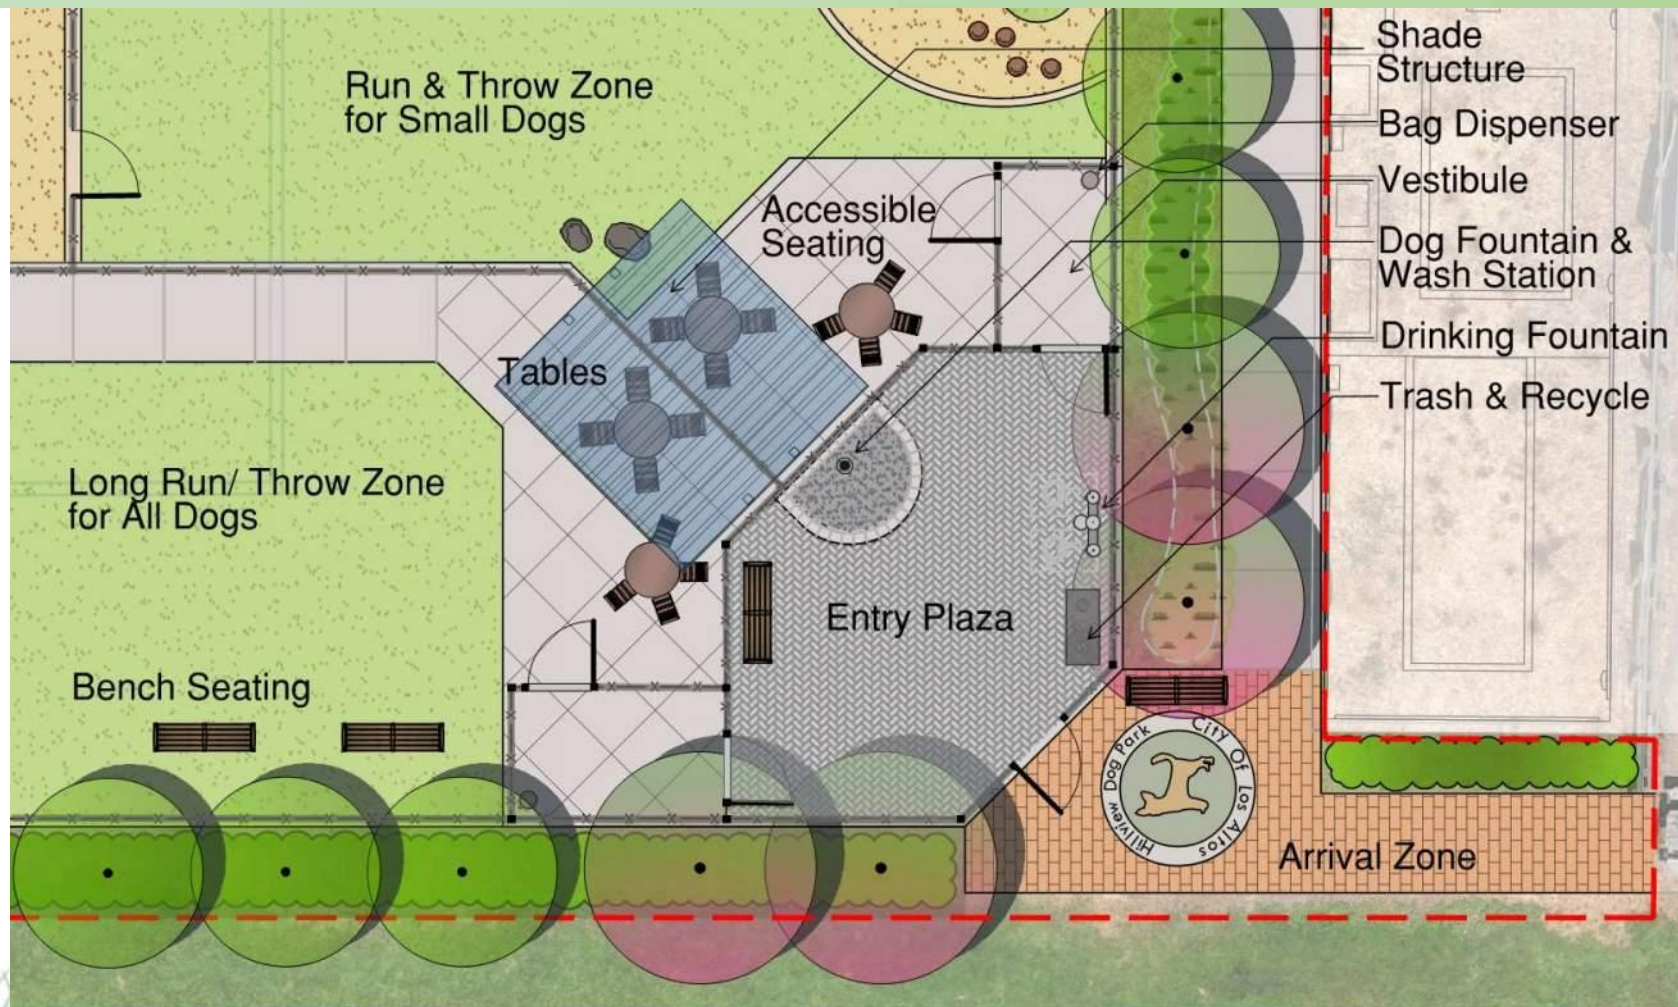 Run & Throw Zone
for Small Dogs
Shade
Structure
Bag Dispenser
Vestibule
Accessible
Seating
Dog Fountain &
Wash Station
Drinking Fountain
Tables
Trash & Recycle
Long Run/ Throw Zone
for All Dogs
Entry Plaza
Bench Seating
Hillview Dog Park
City Of Los Altos
Arrival Zone